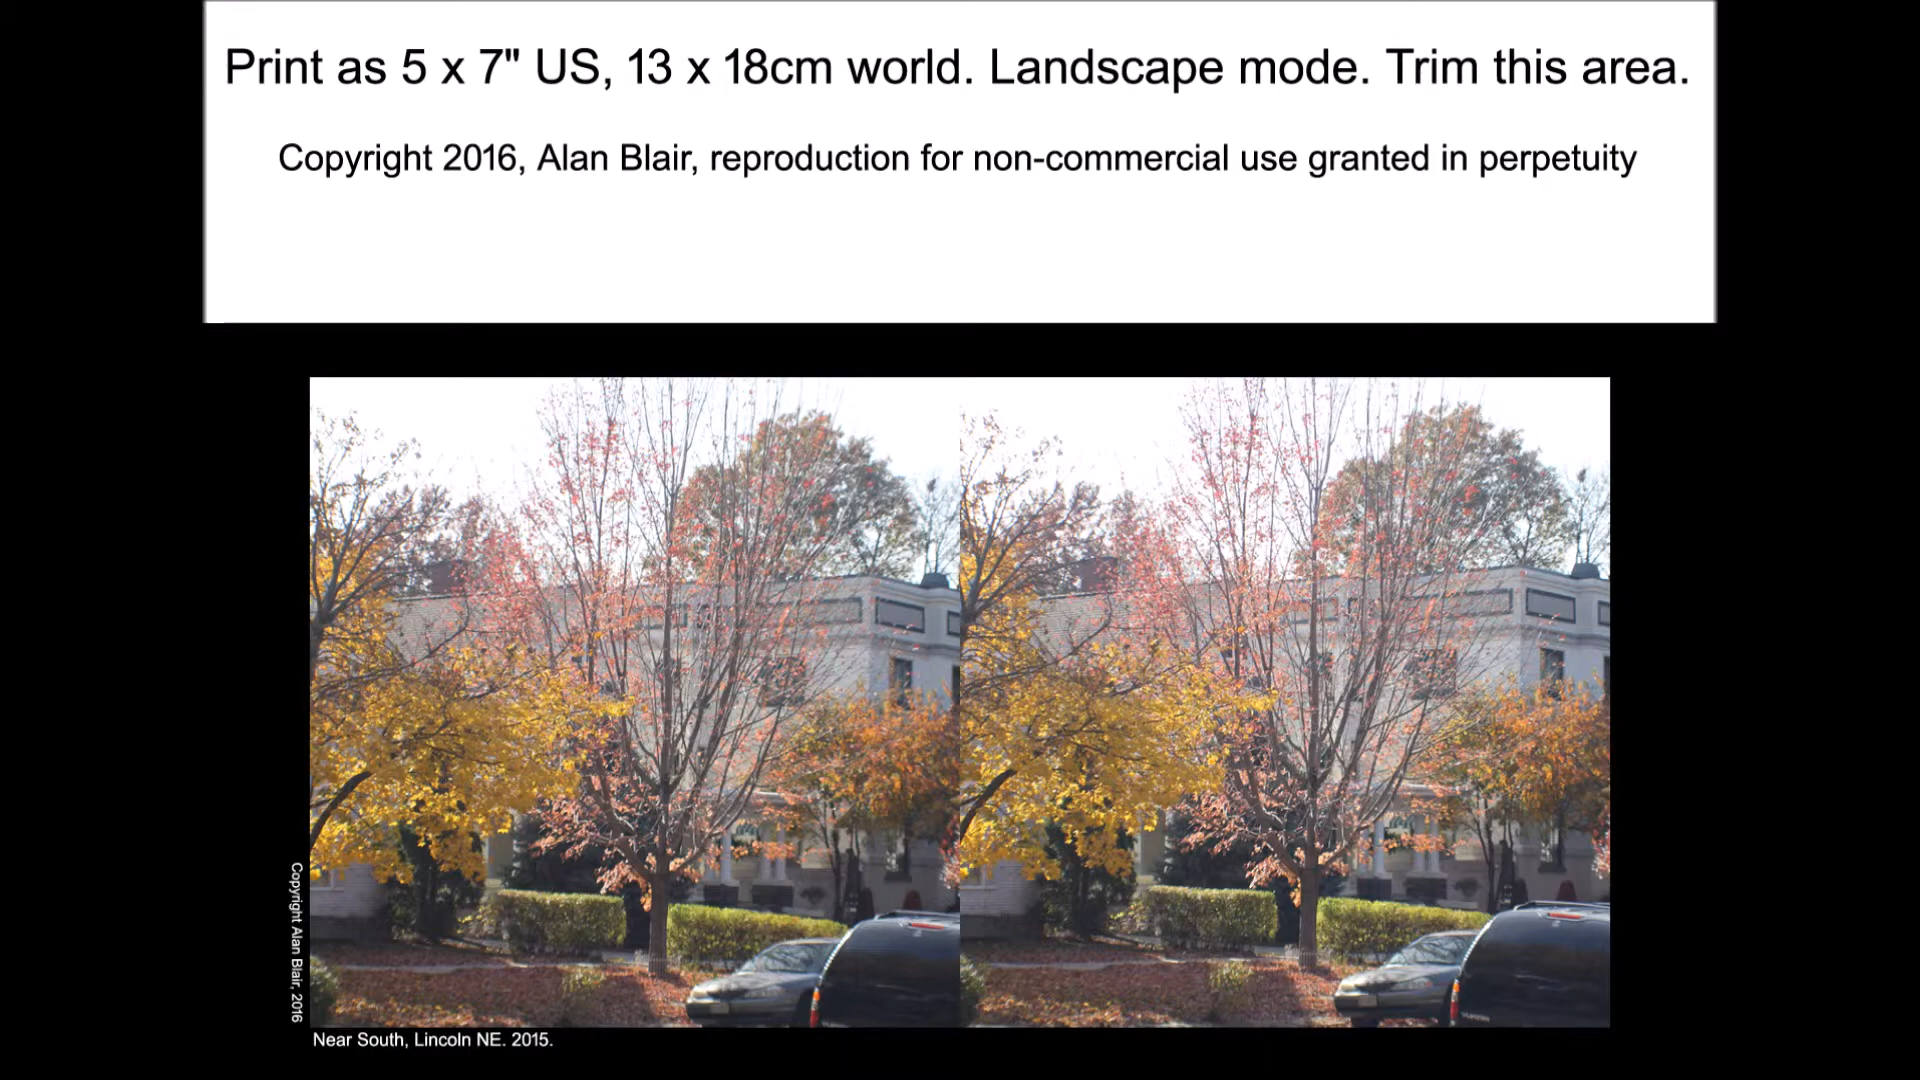 Print as 5 x 7" US, 13 x 18cm world. Landscape mode. Trim this area.
Copyright 2016, Alan Blair, reproduction for non-commercial use granted in perpetuity
Copyright Alan Blair, 2016
Near South, Lincoln NE. 2015.